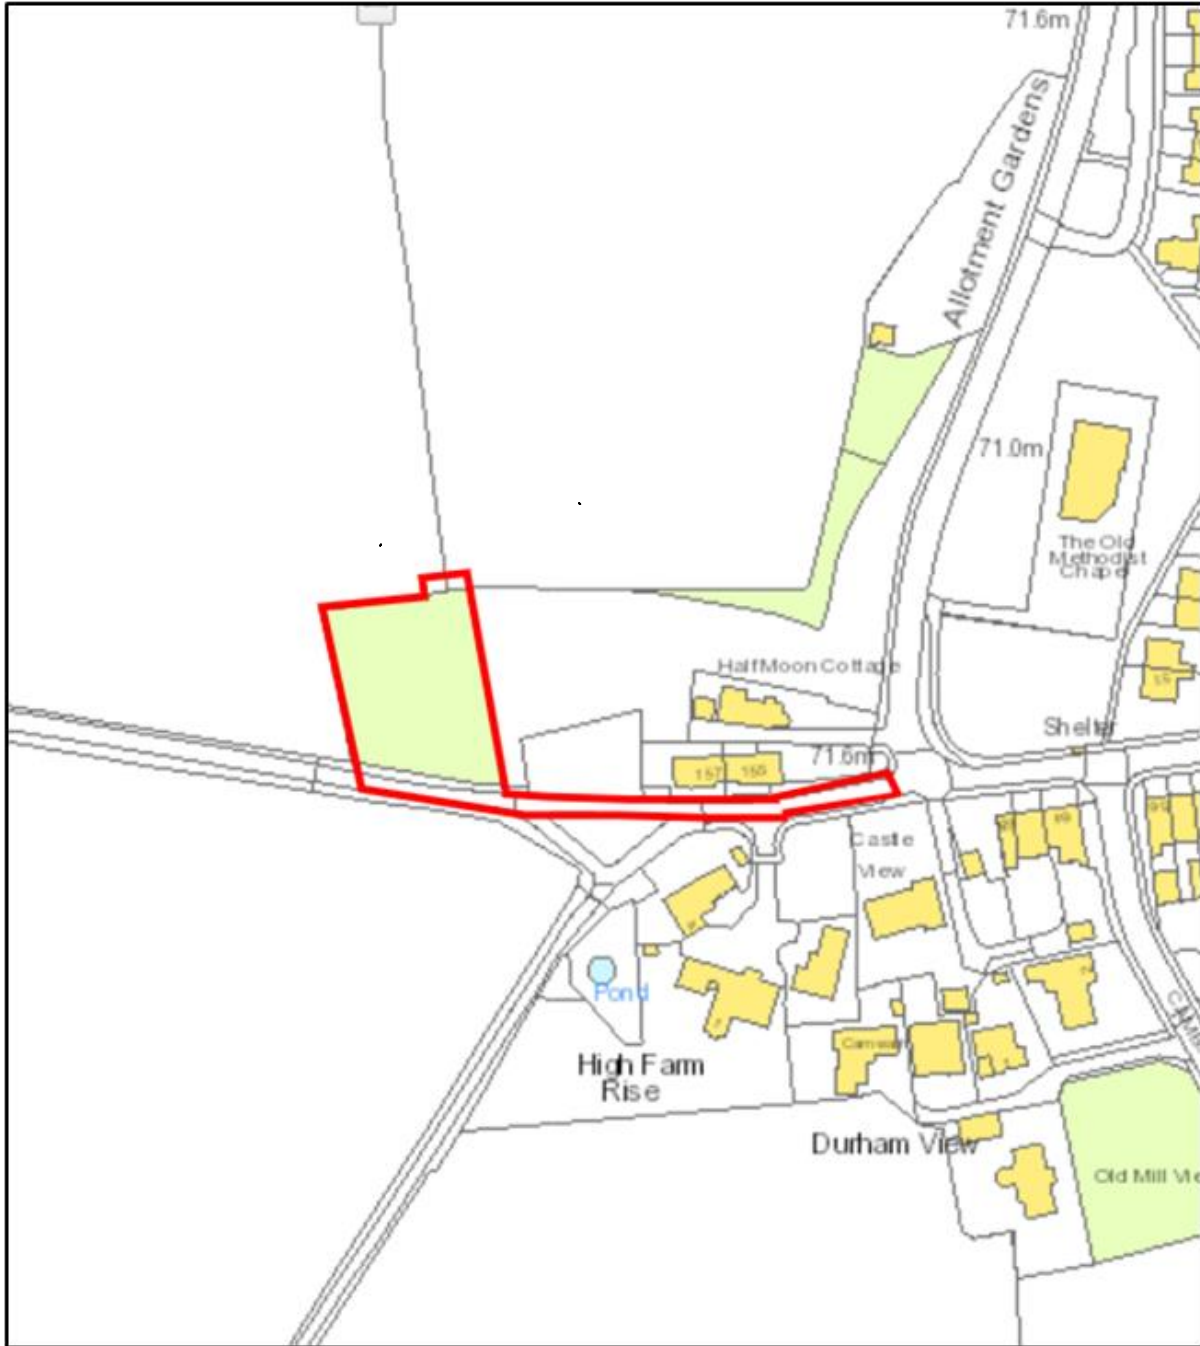 71.6m
Allotment Gardens
71.0m
The Old
Methodist
Chapel
Half Moon Cottage
Shelter
71.6m
157
155
Castle
View
Pond
High Farm
Rise
Durham View
Old Mill Vie